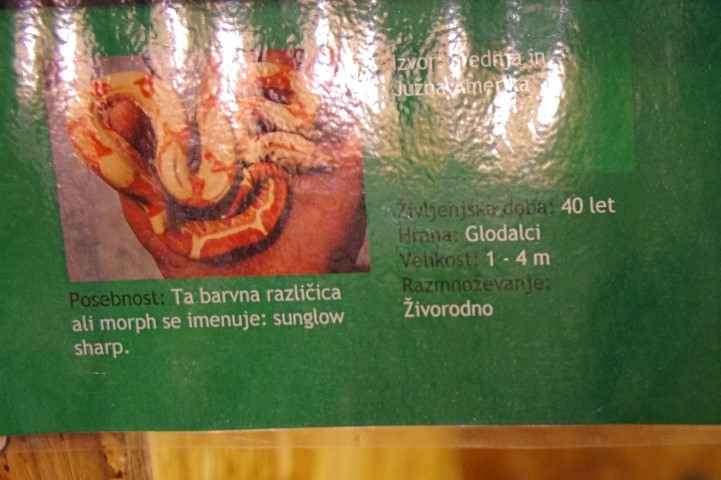 Izvor: Srednja in
Južna Amerika
Življenjska doba: 40 let
Hrana: Glodalci
Velikost: 1 - 4 m
Razmnoževanje:
Živorodno
Posebnost: Ta barvna različica
ali morph se imenuje: sunglow
sharp.